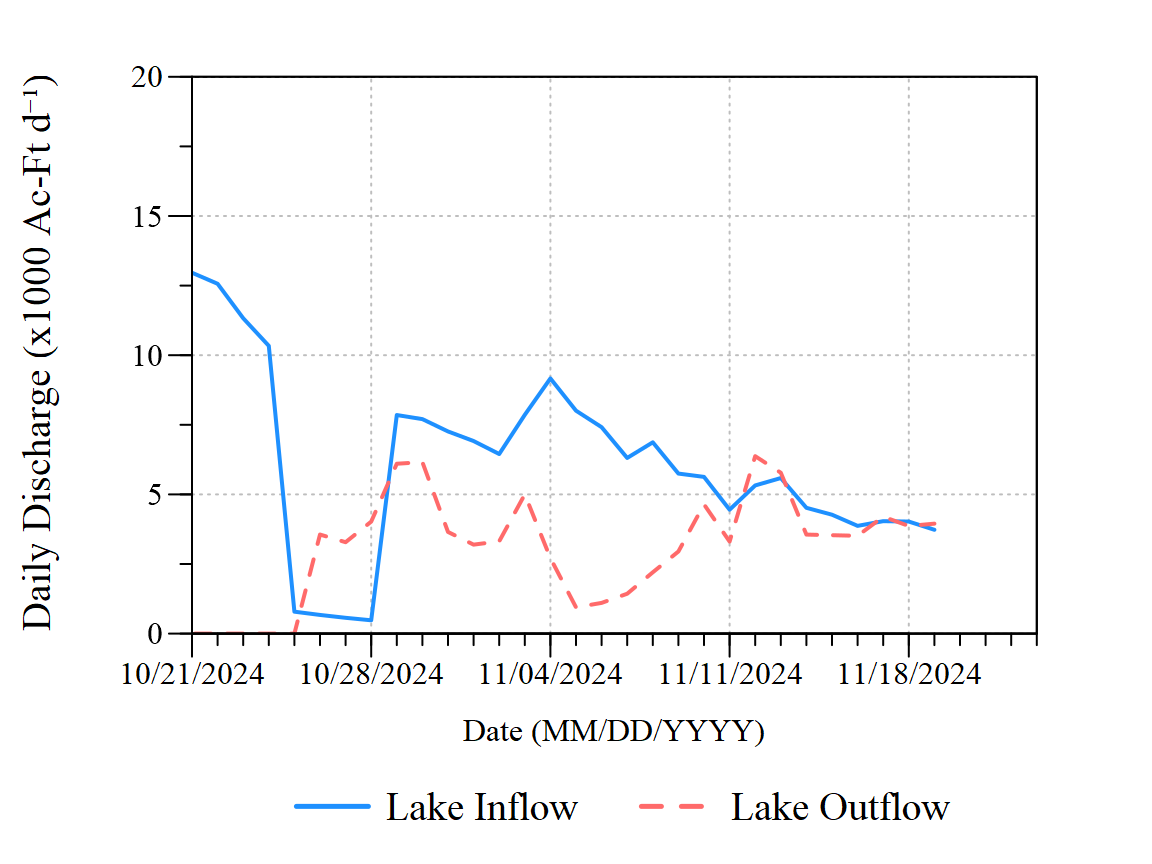 Daily Discharge (x1000 Ac-Ft d⁻¹)
20
15
10
5
0
10/21/2024 10/28/2024 11/04/2024 11/11/2024 11/18/2024
Date (MM/DD/YYYY)
Lake Inflow Lake Outflow